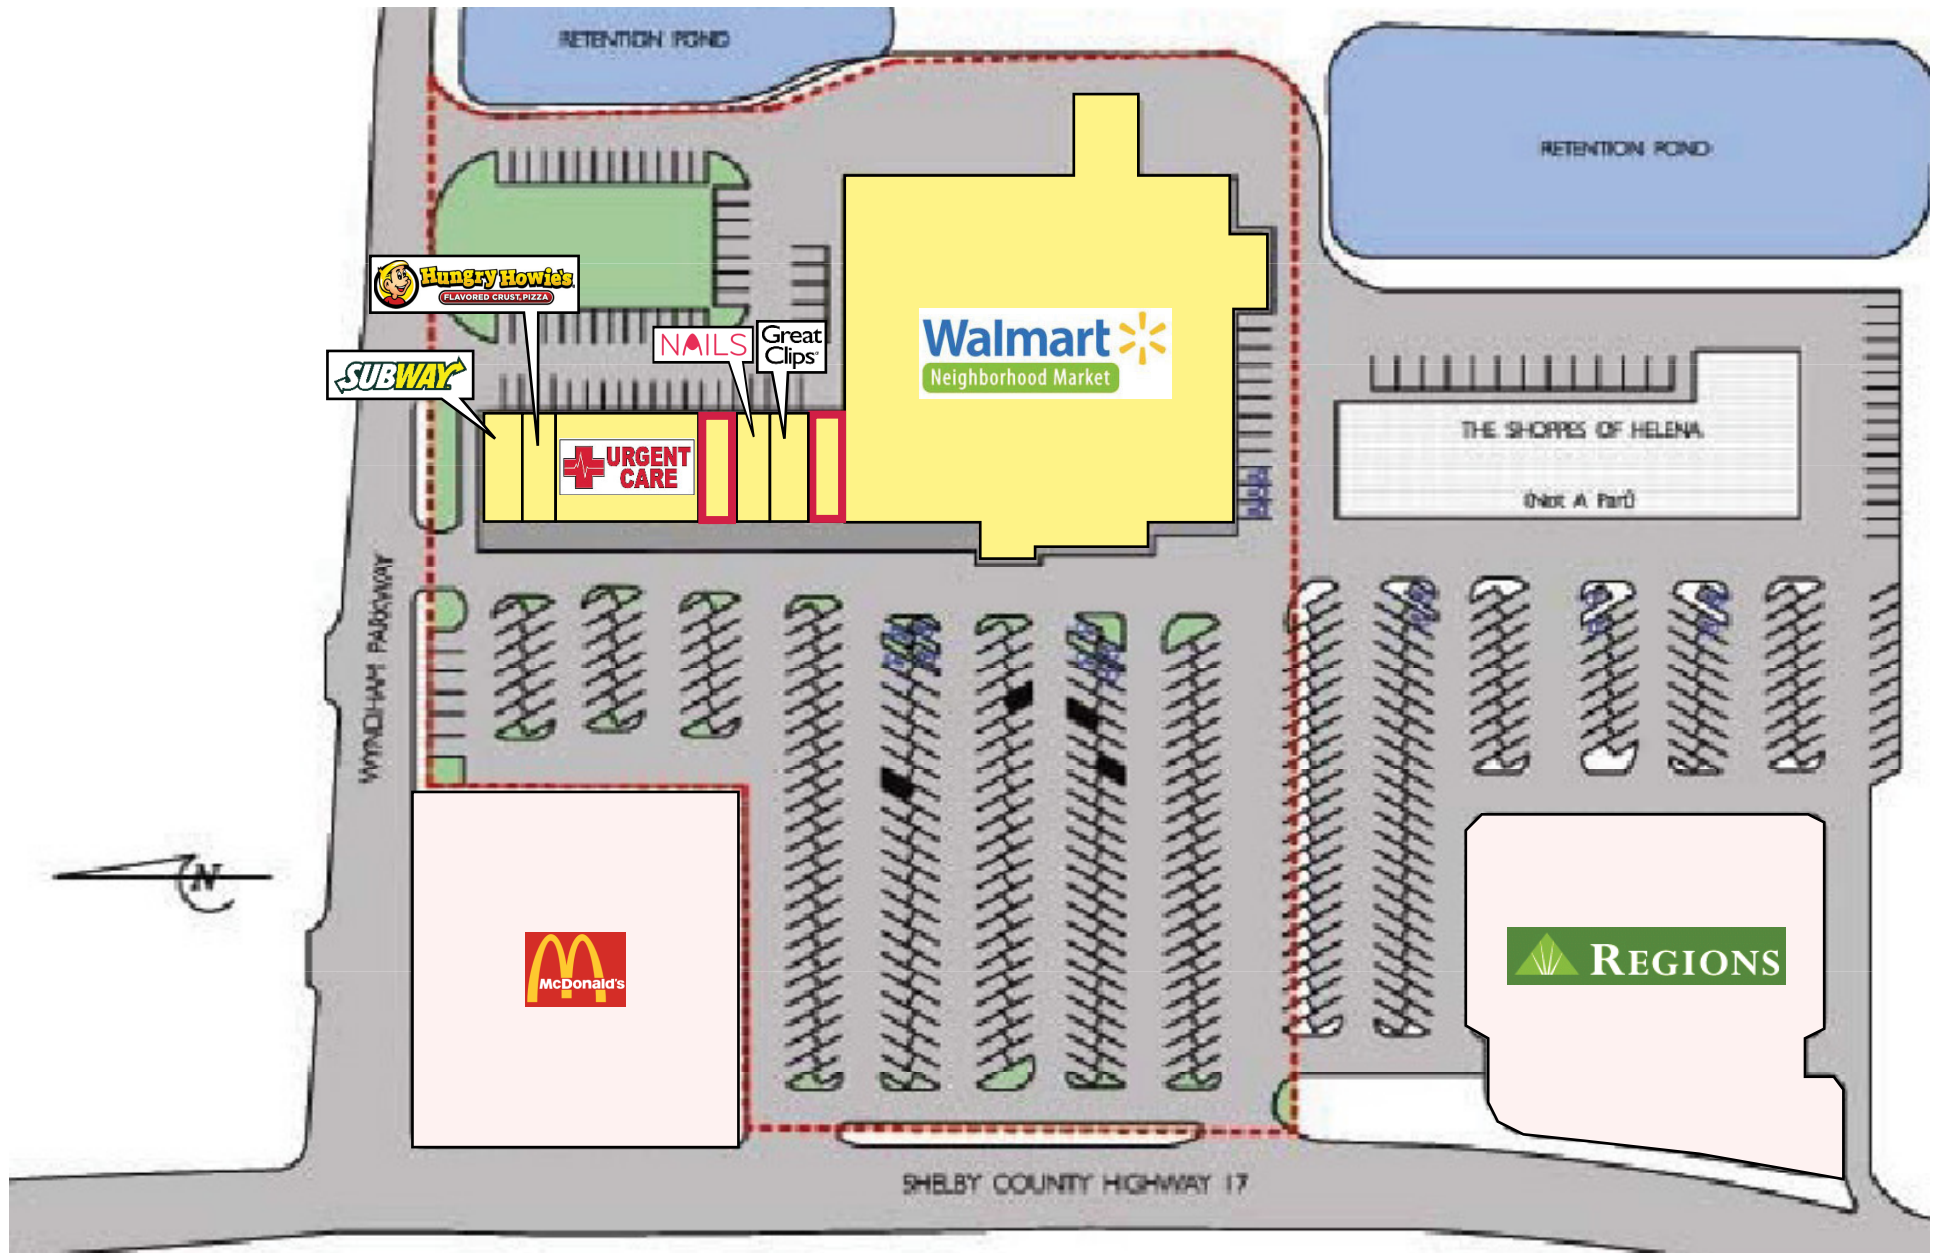 RETENTION POND
RETENTION POND
Hungry Howie's
FLAVORED CRUST PIZZA
SUBWAY
NAILS
Great
Clips
Walmart
Neighborhood Market
URGENT
CARE
THE SHOPPES OF HELENA
(Not A Part)
WYNDHAM PARKWAY
N
McDonald's
REGIONS
SHELBY COUNTY HIGHWAY 17